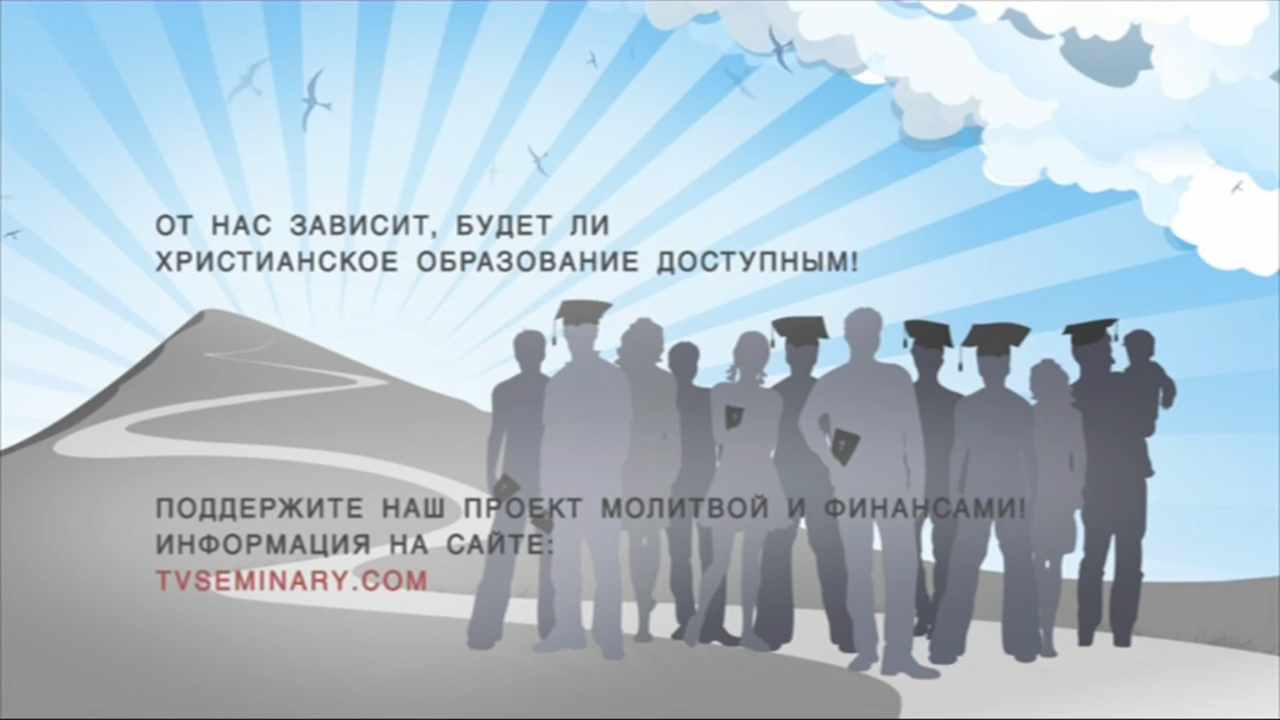 ОТ НАС ЗАВИСИТ, БУДЕТ ЛИ
ХРИСТИАНСКОЕ ОБРАЗОВАНИЕ ДОСТУПНЫМ!
ПОДДЕРЖИТЕ НАШ ПРОЕКТ МОЛИТВОЙ И ФИНАНСАМИ!
ИНФОРМАЦИЯ НА САЙТЕ:
TVSEMINARY.COM